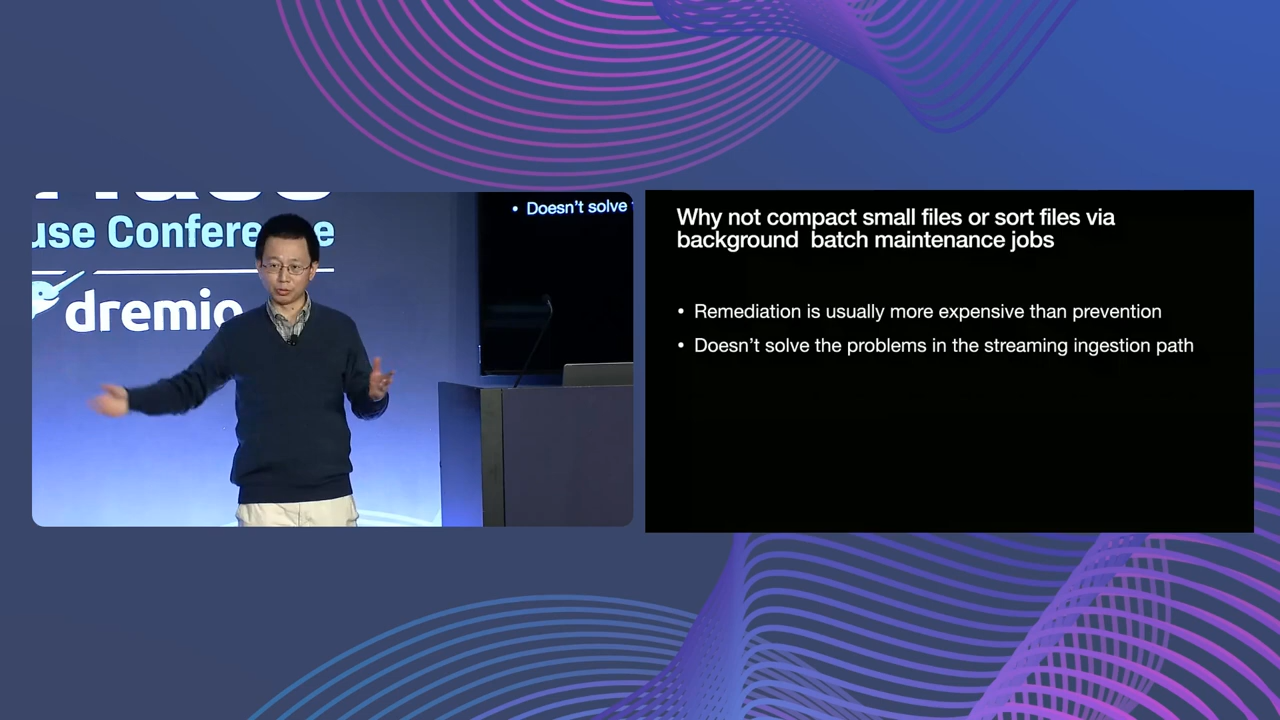 use Conference
dremio
• Doesn't solve
Why not compact small files or sort files via
background  batch maintenance jobs
• Remediation is usually more expensive than prevention
• Doesn't solve the problems in the streaming ingestion path